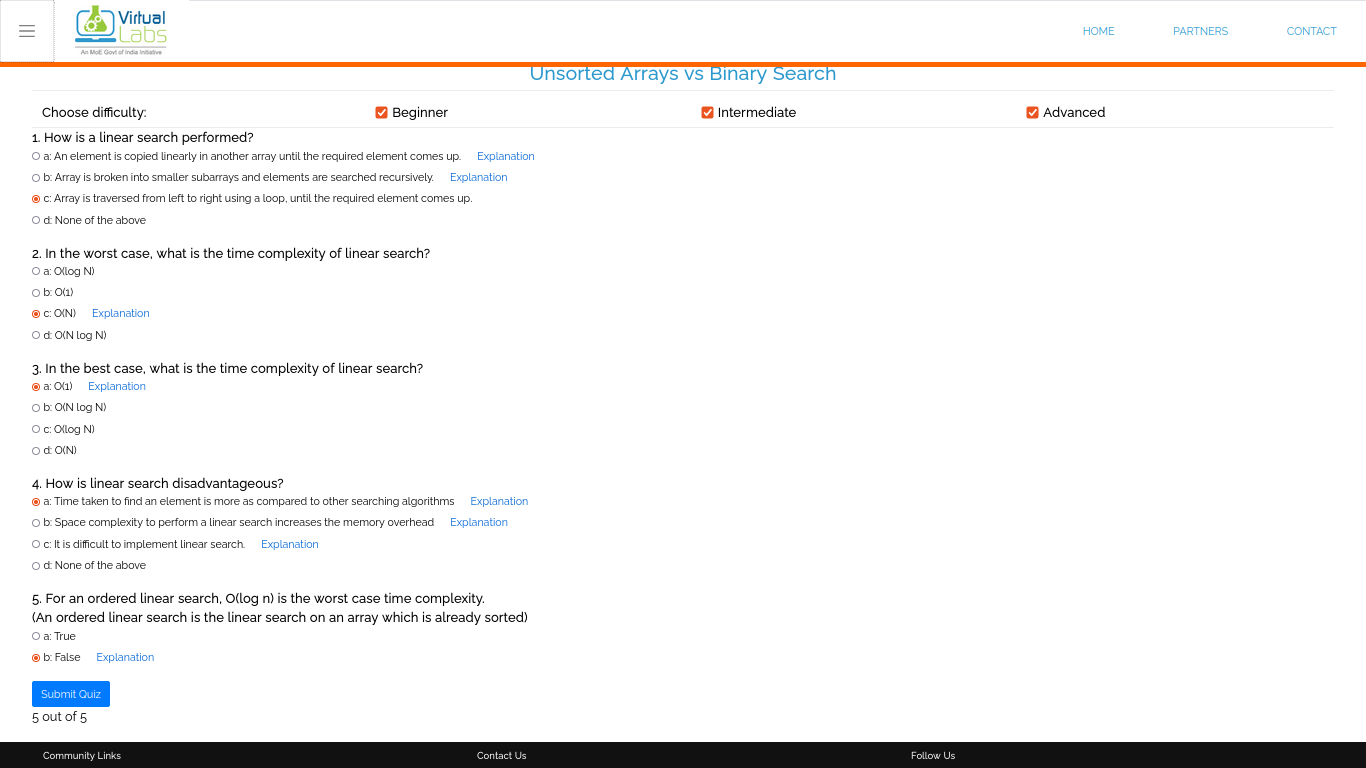 Virtual
Labs
An MoE Govt of India Initiative
HOME
PARTNERS
CONTACT
Unsorted Arrays vs Binary Search
Choose difficulty:
Beginner
Intermediate
Advanced
1. How is a linear search performed?
a: An element is copied linearly in another array until the required element comes up. Explanation
b: Array is broken into smaller subarrays and elements are searched recursively. Explanation
c: Array is traversed from left to right using a loop, until the required element comes up.
d: None of the above
2. In the worst case, what is the time complexity of linear search?
a: O(log N)
b: O(1)
c: O(N) Explanation
d: O(N log N)
3. In the best case, what is the time complexity of linear search?
a: O(1) Explanation
b: O(N log N)
c: O(log N)
d: O(N)
4. How is linear search disadvantageous?
a: Time taken to find an element is more as compared to other searching algorithms Explanation
b: Space complexity to perform a linear search increases the memory overhead Explanation
c: It is difficult to implement linear search. Explanation
d: None of the above
5. For an ordered linear search, O(log n) is the worst case time complexity.
(An ordered linear search is the linear search on an array which is already sorted)
a: True
b: False Explanation
Submit Quiz
5 out of 5
Community Links
Contact Us
Follow Us